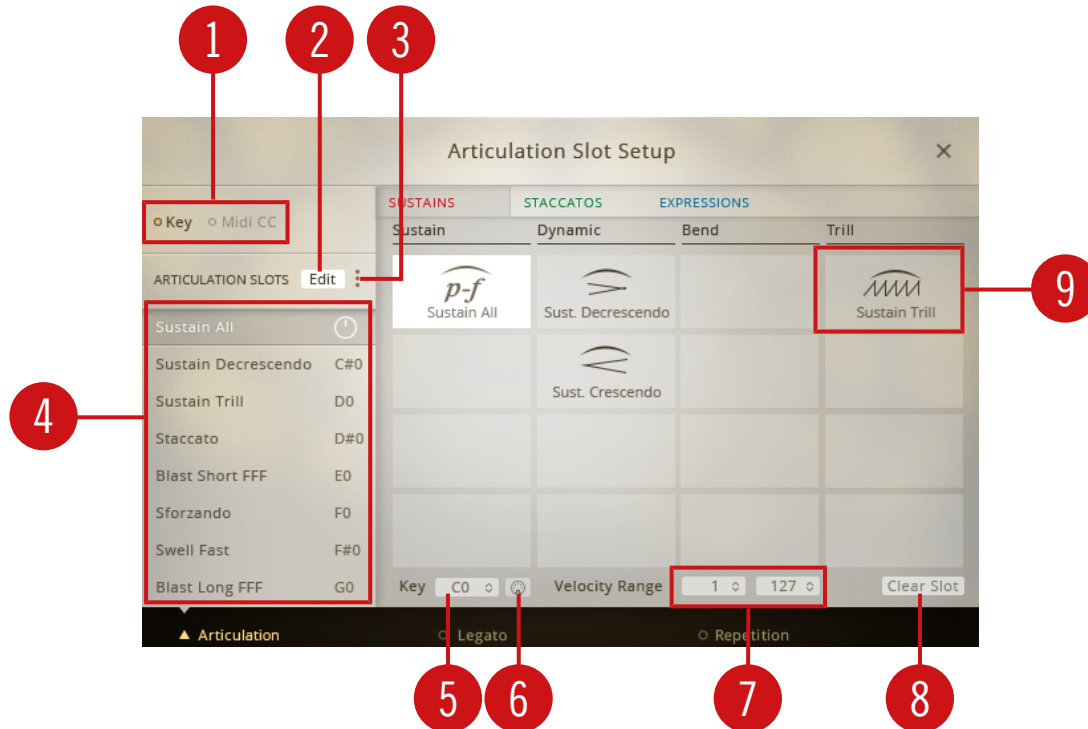 1 2 3
Articulation Slot Setup ×
Key Midi CC
SUSTAINS STACCATOS EXPRESSIONS
Sustain Dynamic Bend Trill
ARTICULATION SLOTS Edit
p-f
Sustain All Sust. Decrescendo Sustain Trill
9
Sustain All
Sustain Decrescendo C#0
Sust. Crescendo
Sustain Trill D0
4
Staccato D#0
Blast Short FFF E0
Sforzando F0
Swell Fast F#0
Blast Long FFF G0
Key C0 Velocity Range 1 127 Clear Slot
Articulation Legato Repetition
5 6 7 8